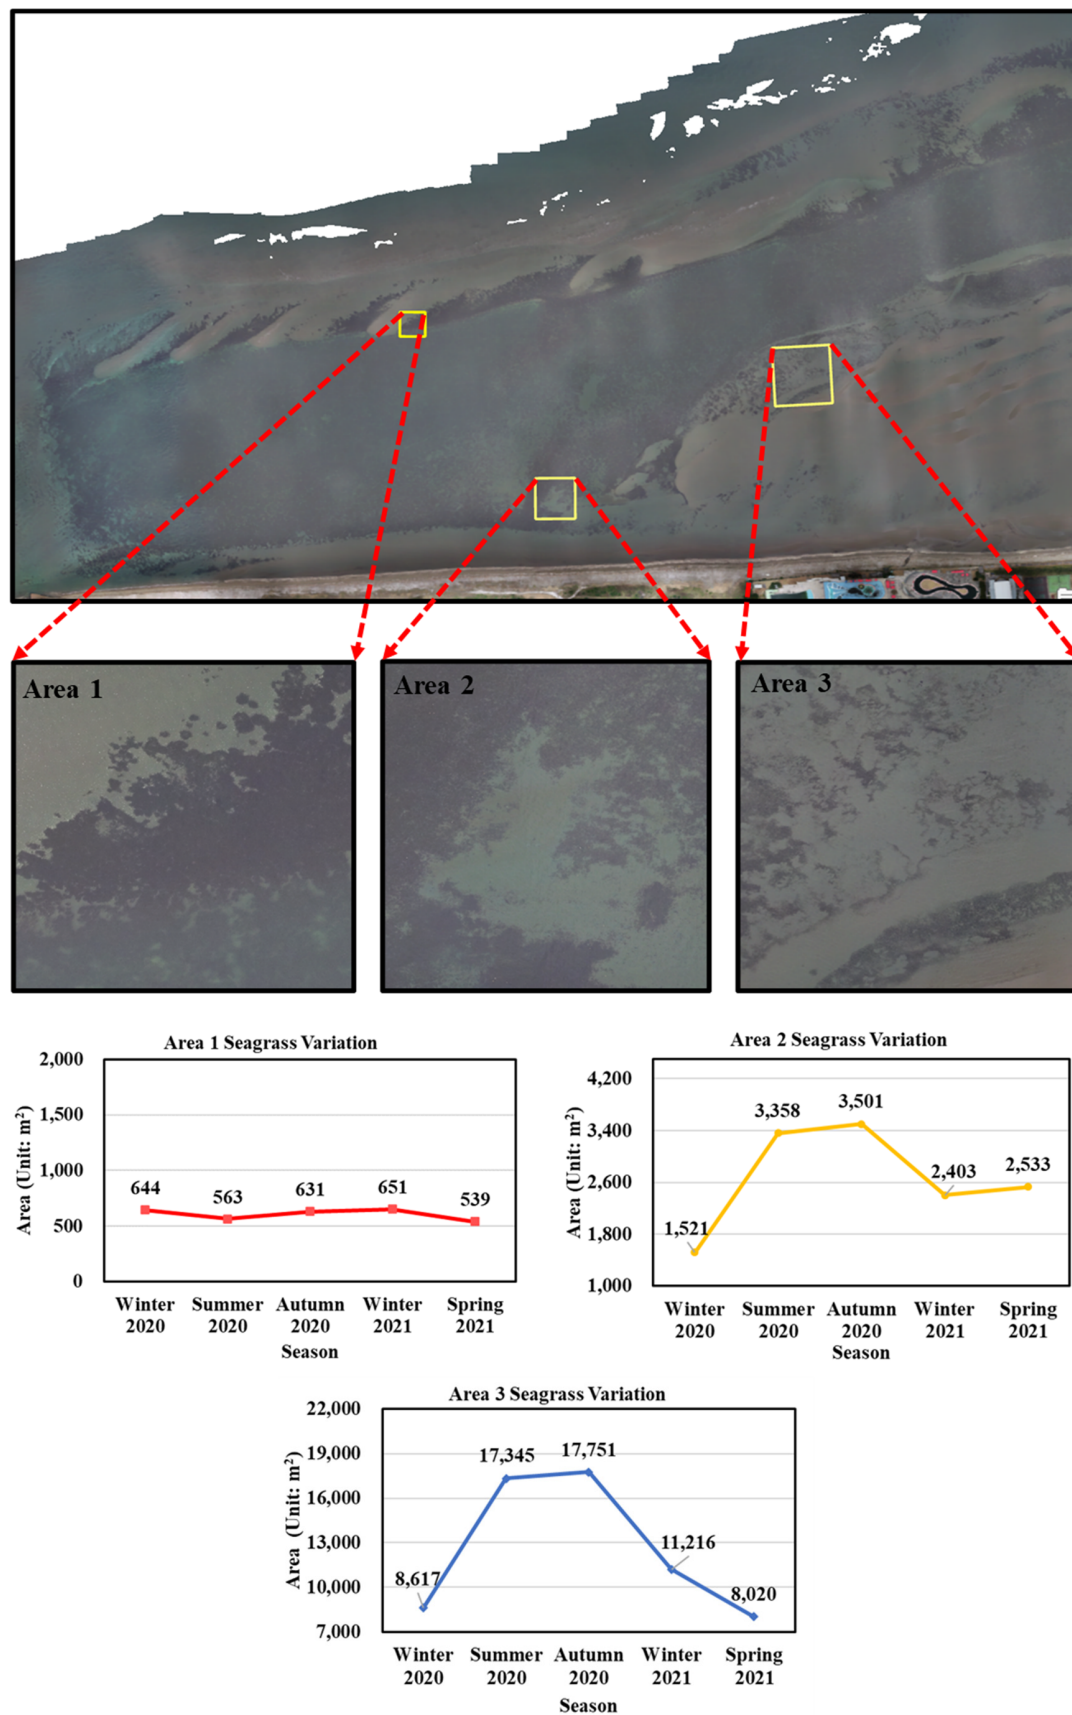 Area 1
Area 2
Area 3
Area 1 Seagrass Variation
Area (Unit: m²)
2,000
1,500
1,000
500
0
644
563
631
651
539
Winter
2020
Summer
2020
Autumn
2020
Winter
2021
Spring
2021
Season
Area 2 Seagrass Variation
Area (Unit: m²)
4,200
3,400
2,600
1,800
1,000
1,521
3,358
3,501
2,403
2,533
Winter
2020
Summer
2020
Autumn
2020
Winter
2021
Spring
2021
Season
Area 3 Seagrass Variation
Area (Unit: m²)
22,000
19,000
16,000
13,000
10,000
7,000
8,617
17,345
17,751
11,216
8,020
Winter
2020
Summer
2020
Autumn
2020
Winter
2021
Spring
2021
Season